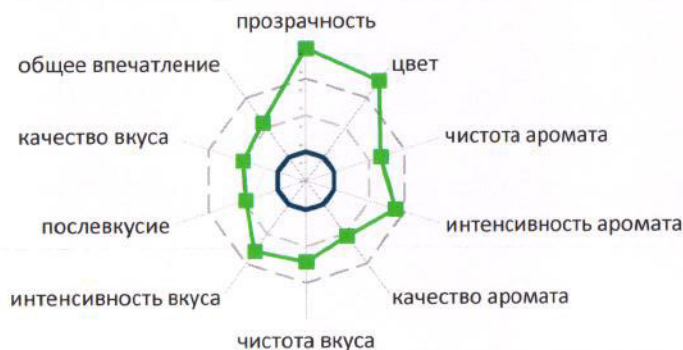 прозрачность
общее впечатление
цвет
качество вкуса
чистота аромата
послевкусие
интенсивность аромата
интенсивность вкуса
качество аромата
чистота вкуса